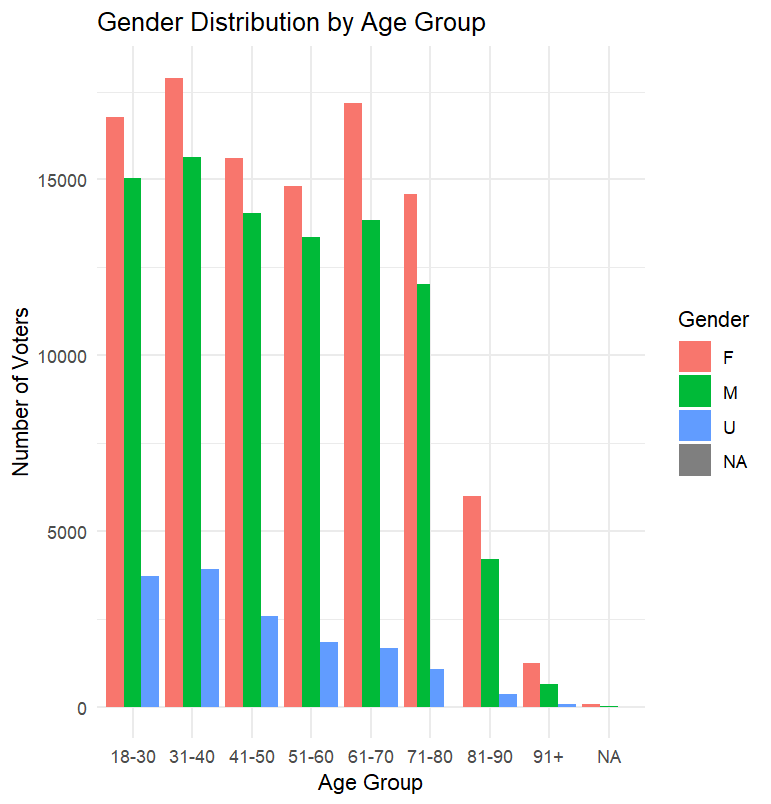 Gender Distribution by Age Group
Number of Voters
15000
10000
5000
0
18-30 31-40 41-50 51-60 61-70 71-80 81-90 91+ NA
Age Group
Gender
F
M
U
NA